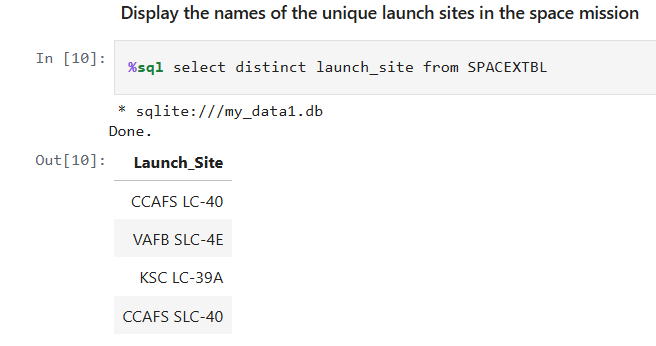 Display the names of the unique launch sites in the space mission
In [10]: %sql select distinct launch_site from SPACEXTBL
* sqlite:///my_data1.db
Done.
Out[10]: Launch_Site
CCAFS LC-40
VAFB SLC-4E
KSC LC-39A
CCAFS SLC-40